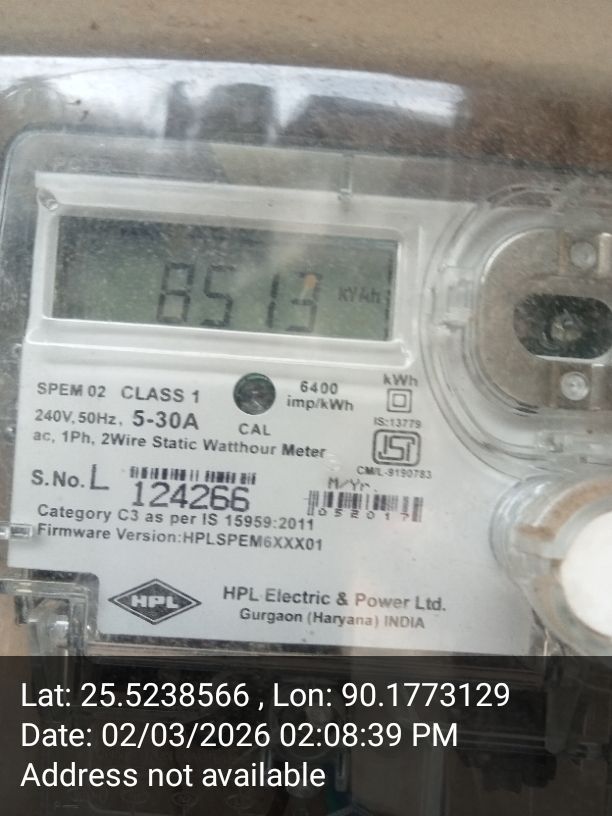 8513 kVAh
SPEM 02 CLASS 1
6400 imp/kWh
kWh
240V, 50Hz, 5-30A
CAL
IS:13779
ac, 1Ph, 2Wire Static Watthour Meter
CM/L-9190783
S.No. L 124266
M/Yr.
052017
Category C3 as per IS 15959:2011
Firmware Version:HPLSPEM6XXX01
HPL
HPL Electric & Power Ltd.
Gurgaon (Haryana) INDIA
Lat: 25.5238566 , Lon: 90.1773129
Date: 02/03/2026 02:08:39 PM
Address not available